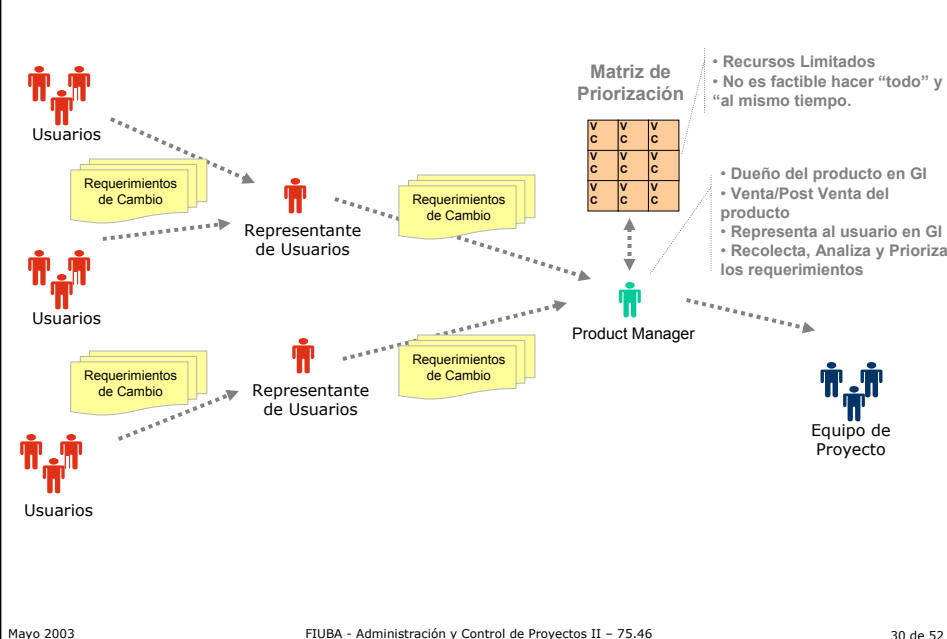 Usuarios
Requerimientos
de Cambio
Usuarios
Requerimientos
de Cambio
Usuarios
Representante
de Usuarios
Representante
de Usuarios
Requerimientos
de Cambio
Requerimientos
de Cambio
Matriz de
Priorización
V V V
C C C
V V V
C C C
V V V
C C C
• Recursos Limitados
• No es factible hacer “todo” y
“al mismo tiempo.
• Dueño del producto en GI
• Venta/Post Venta del
producto
• Representa al usuario en GI
• Recolecta, Analiza y Prioriza
los requerimientos
Product Manager
Equipo de
Proyecto
Mayo 2003
FIUBA - Administración y Control de Proyectos II – 75.46
30 de 52